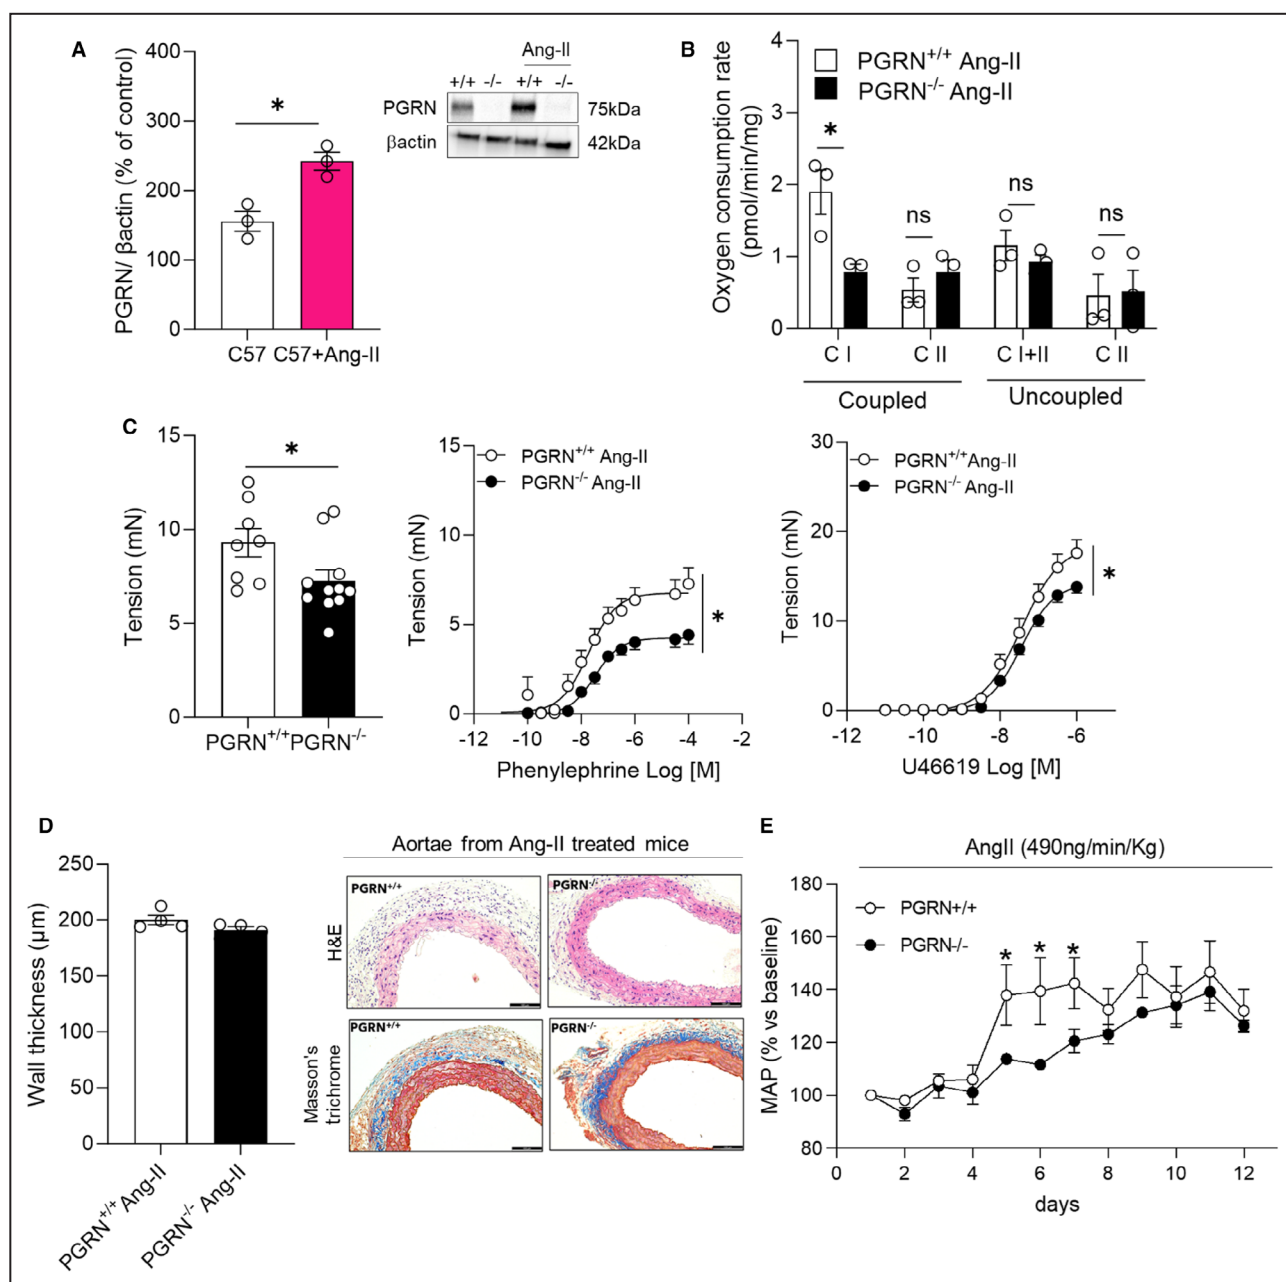 A
PGRN/ βactin (% of control)
400
300
200
100
0
*
C57 C57+Ang-II
Ang-II
+/+ -/- +/+ -/-
PGRN 75kDa
βactin 42kDa
B
Oxygen consumption rate
(pmol/min/mg)
4
3
2
1
0
PGRN+/+ Ang-II
PGRN-/- Ang-II
*
ns
ns
ns
C I C II C I+II C II
Coupled Uncoupled
C
Tension (mN)
15
10
5
0
*
PGRN+/+ PGRN-/-
Tension (mN)
15
10
5
0
PGRN+/+ Ang-II
PGRN-/- Ang-II
*
-12 -10 -8 -6 -4 -2
Phenylephrine Log [M]
Tension (mN)
30
20
10
0
PGRN+/+ Ang-II
PGRN-/- Ang-II
*
-12 -10 -8 -6
U46619 Log [M]
D
Wall thickness (µm)
250
200
150
100
50
0
PGRN+/+ Ang-II
PGRN-/- Ang-II
Aortae from Ang-II treated mice
H&E
PGRN+/+
PGRN-/-
Masson's
trichrome
PGRN+/+
PGRN-/-
E
AngII (490ng/min/Kg)
MAP (% vs baseline)
180
160
140
120
100
80
PGRN+/+
PGRN-/-
* * *
0 2 4 6 8 10 12
days